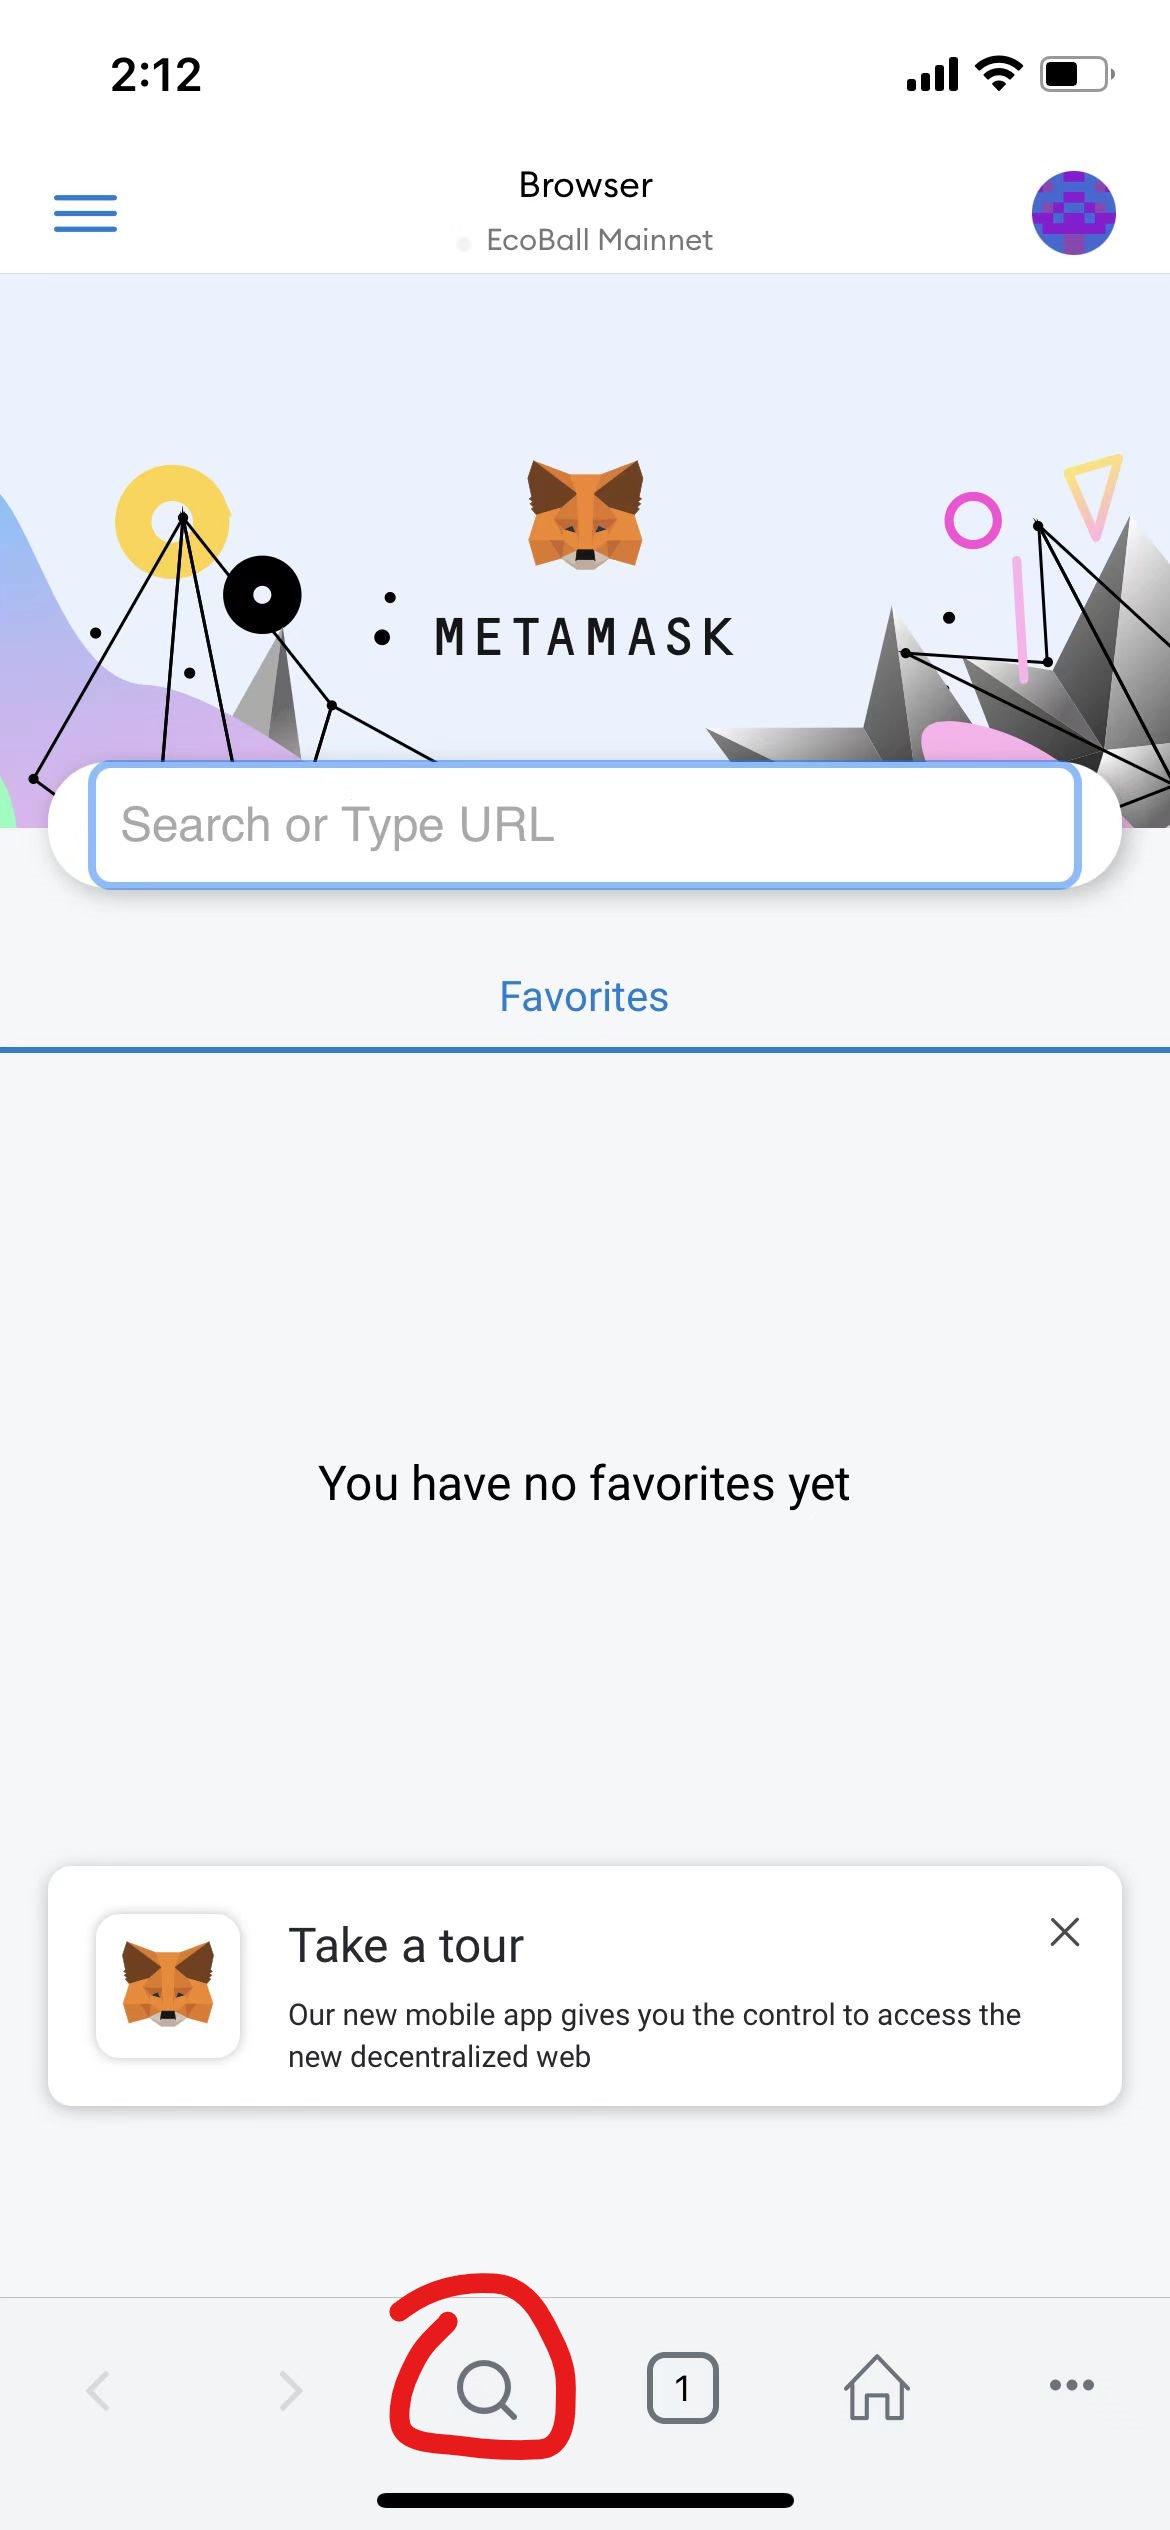 2:12
Browser
EcoBall Mainnet
METAMASK
Search or Type URL
Favorites
You have no favorites yet
Take a tour
Our new mobile app gives you the control to access the
new decentralized web
1